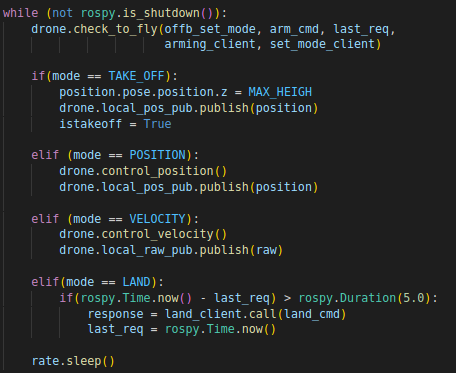 while (not rospy.is_shutdown()):
    drone.check_to_fly(offb_set_mode, arm_cmd, last_req,
                       arming_client, set_mode_client)

    if(mode == TAKE_OFF):
        position.pose.position.z = MAX_HEIGH
        drone.local_pos_pub.publish(position)
        istakeoff = True

    elif (mode == POSITION):
        drone.control_position()
        drone.local_pos_pub.publish(position)

    elif (mode == VELOCITY):
        drone.control_velocity()
        drone.local_raw_pub.publish(raw)

    elif(mode == LAND):
        if(rospy.Time.now() - last_req) > rospy.Duration(5.0):
            response = land_client.call(land_cmd)
            last_req = rospy.Time.now()

    rate.sleep()